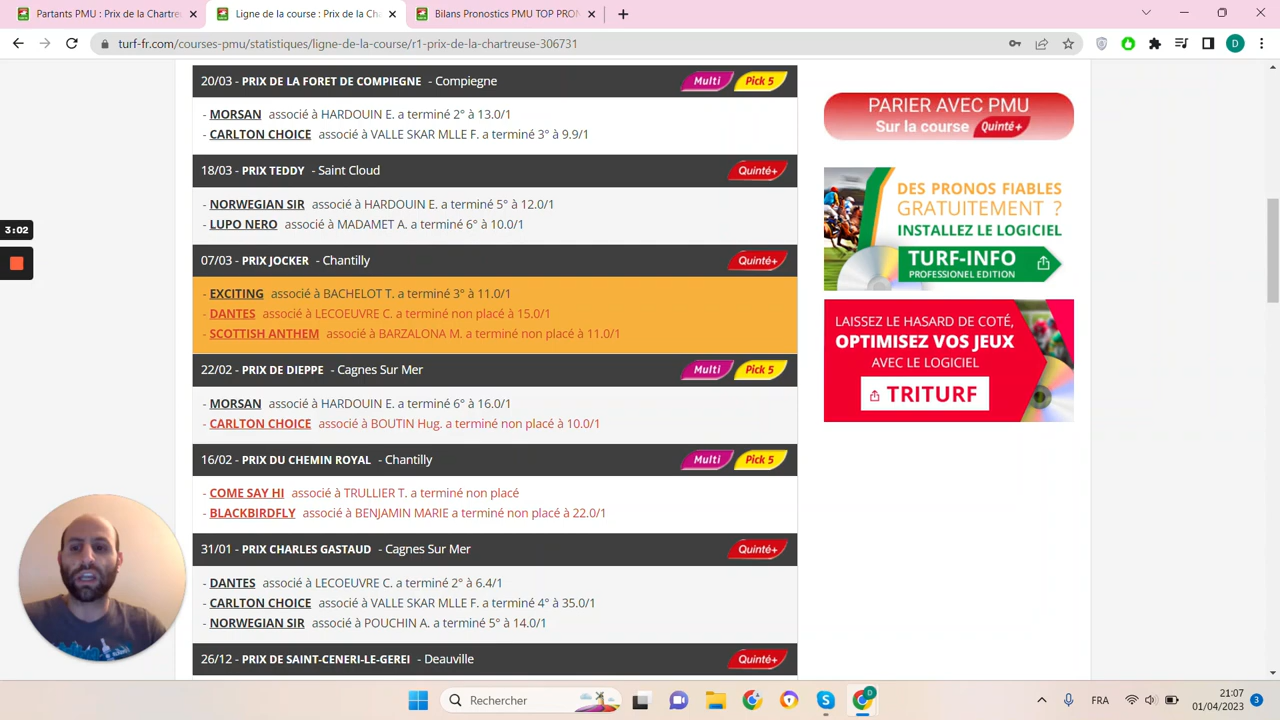 Partants PMU : Prix de la Chartre
Ligne de la course : Prix de la Ch
Bilans Pronostics PMU TOP PRON
turf-fr.com/courses-pmu/statistiques/ligne-de-la-course/r1-prix-de-la-chartreuse-306731
D
20/03 - PRIX DE LA FORET DE COMPIEGNE - Compiegne Multi Pick 5
- MORSAN associé à HARDOUIN E. a terminé 2° à 13.0/1
- CARLTON CHOICE associé à VALLE SKAR MLLE F. a terminé 3° à 9.9/1
18/03 - PRIX TEDDY - Saint Cloud Quinté+
- NORWEGIAN SIR associé à HARDOUIN E. a terminé 5° à 12.0/1
- LUPO NERO associé à MADAMET A. a terminé 6° à 10.0/1
07/03 - PRIX JOCKER - Chantilly Quinté+
- EXCITING associé à BACHELOT T. a terminé 3° à 11.0/1
- DANTES associé à LECOEUVRE C. a terminé non placé à 15.0/1
- SCOTTISH ANTHEM associé à BARZALONA M. a terminé non placé à 11.0/1
22/02 - PRIX DE DIEPPE - Cagnes Sur Mer Multi Pick 5
- MORSAN associé à HARDOUIN E. a terminé 6° à 16.0/1
- CARLTON CHOICE associé à BOUTIN Hug. a terminé non placé à 10.0/1
16/02 - PRIX DU CHEMIN ROYAL - Chantilly Multi Pick 5
- COME SAY HI associé à TRULLIER T. a terminé non placé
- BLACKBIRDFLY associé à BENJAMIN MARIE a terminé non placé à 22.0/1
31/01 - PRIX CHARLES GASTAUD - Cagnes Sur Mer Quinté+
- DANTES associé à LECOEUVRE C. a terminé 2° à 6.4/1
- CARLTON CHOICE associé à VALLE SKAR MLLE F. a terminé 4° à 35.0/1
- NORWEGIAN SIR associé à POUCHIN A. a terminé 5° à 14.0/1
26/12 - PRIX DE SAINT-CENERI-LE-GEREI - Deauville Quinté+
PARIER AVEC PMU
Sur la course Quinté+
DES PRONOS FIABLES
GRATUITEMENT ?
INSTALLEZ LE LOGICIEL
TURF-INFO
PROFESSIONEL EDITION
LAISSEZ LE HASARD DE COTÉ,
OPTIMISEZ VOS JEUX
AVEC LE LOGICIEL
TRITURF
3:02
Rechercher
D
FRA
21:07
01/04/2023
3